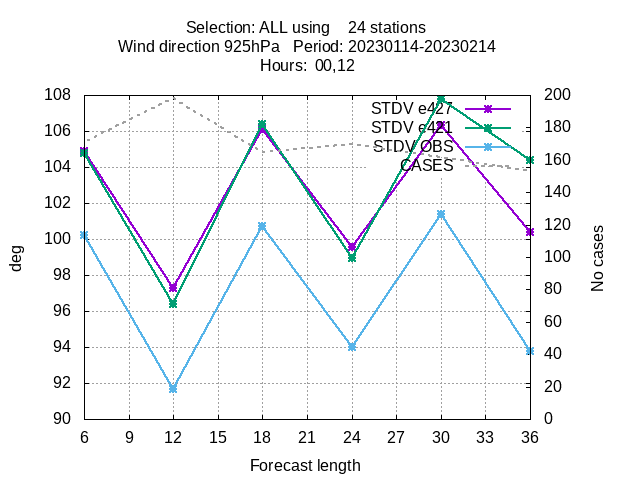 Selection: ALL using 24 stations
Wind direction 925hPa Period: 20230114-20230214
Hours: 00,12
108
106
104
102
100
98
96
94
92
90
200
180
160
140
120
100
80
60
40
20
0
STDV e427
STDV e421
STDV OBS
CASES
deg
No cases
6 9 12 15 18 21 24 27 30 33 36
Forecast length